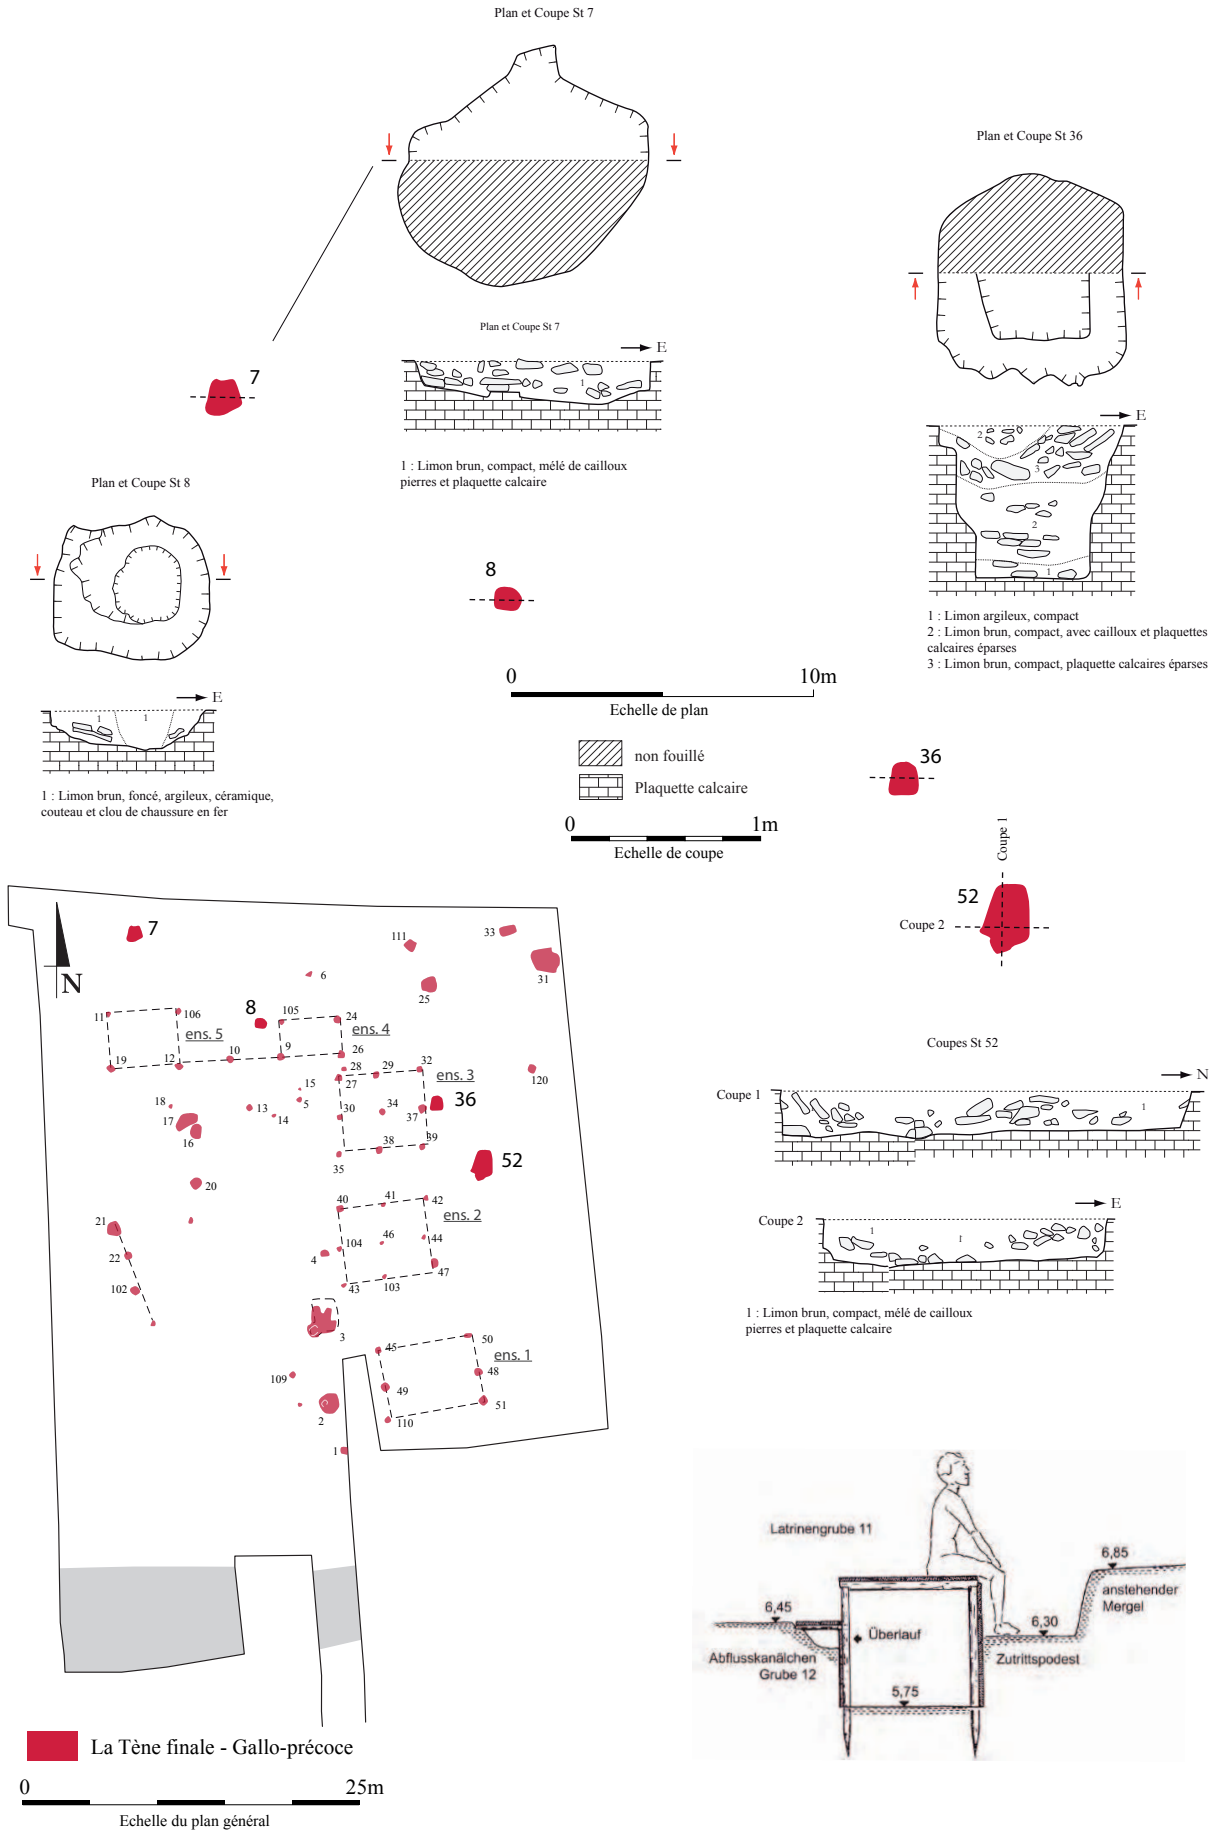 Plan et Coupe St 7
Plan et Coupe St 36
Plan et Coupe St 7
E
1
1 : Limon brun, compact, mélé de cailloux
pierres et plaquette calcaire
7
E
2
3
2
1
1 : Limon argileux, compact
2 : Limon brun, compact, avec cailloux et plaquettes
calcaires éparses
3 : Limon brun, compact, plaquette calcaires éparses
Plan et Coupe St 8
E
1
1
1 : Limon brun, foncé, argileux, céramique,
couteau et clou de chaussure en fer
8
0 10m
Echelle de plan
non fouillé
Plaquette calcaire
0 1m
Echelle de coupe
36
Coupe 1
52
Coupe 2
N
7
111
33
31
6
25
11
106
8
105
24
ens. 5
ens. 4
19
12
10
9
26
28
29
32
ens. 3
27
120
15
5
36
18
13
14
30
34
37
17
16
38
39
35
52
20
40
41
42
ens. 2
21
22
46
44
4
104
47
102
43
103
3
45
50
ens. 1
109
48
49
2
51
110
1
Coupes St 52
N
Coupe 1
1
E
Coupe 2
1
1
1 : Limon brun, compact, mélé de cailloux
pierres et plaquette calcaire
Latrinengrube 11
6,85
anstehender
Mergel
6,45
6,30
Überlauf
Abflusskanälchen
Grube 12
Zutrittspodest
5,75
La Tène finale - Gallo-précoce
0 25m
Echelle du plan général